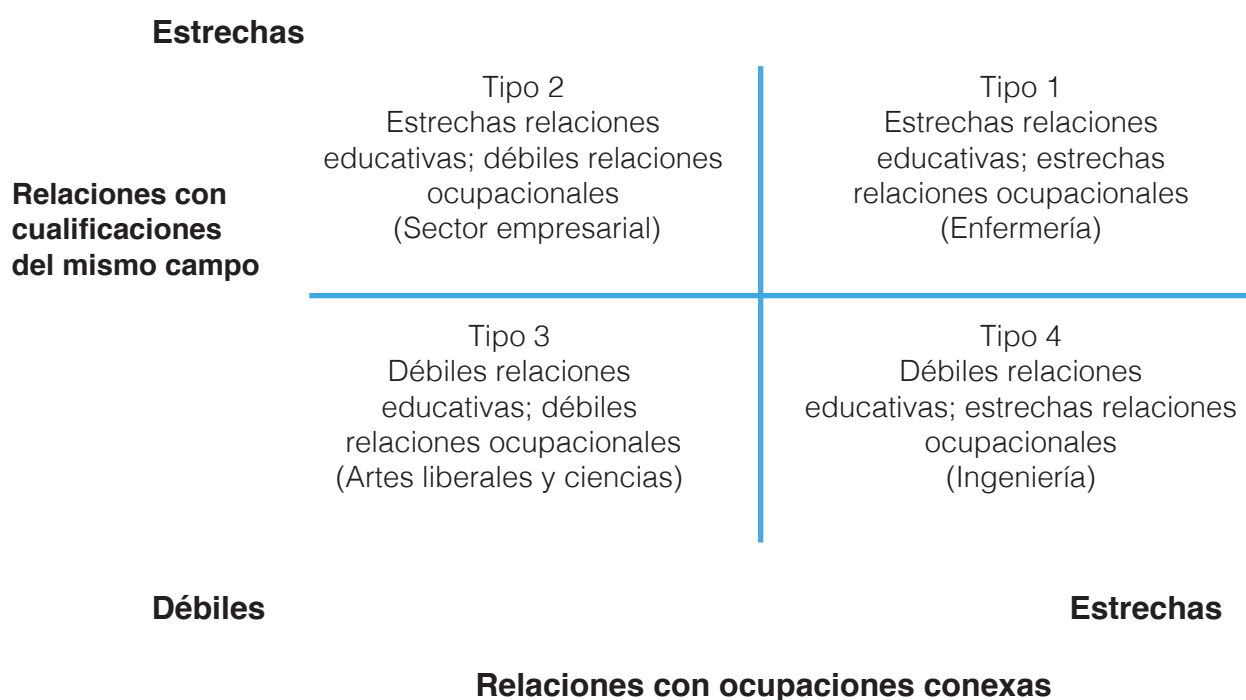 Estrechas
Tipo 2
Estrechas relaciones
educativas; débiles relaciones
ocupacionales
(Sector empresarial)
Tipo 1
Estrechas relaciones
educativas; estrechas
relaciones ocupacionales
(Enfermería)
Relaciones con
cualificaciones
del mismo campo
Tipo 3
Débiles relaciones
educativas; débiles
relaciones ocupacionales
(Artes liberales y ciencias)
Tipo 4
Débiles relaciones
educativas; estrechas relaciones
ocupacionales
(Ingeniería)
Débiles
Estrechas
Relaciones con ocupaciones conexas